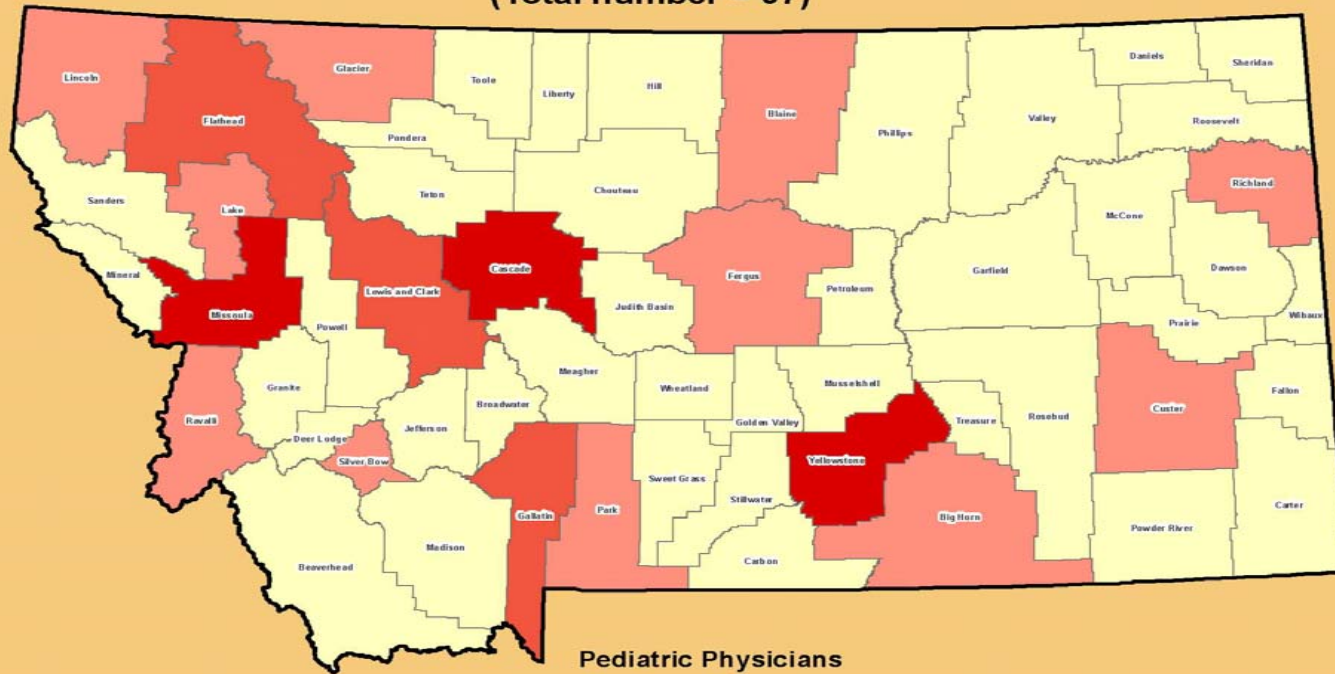 (Total number = 97)
Lincoln
Flathead
Glacier
Toole
Liberty
Hill
Blaine
Phillips
Valley
Daniels
Sheridan
Roosevelt
Richland
Pondera
Teton
Chouteau
Sanders
Lake
McCone
Dawson
Mineral
Missoula
Powell
Lewis and Clark
Cascade
Judith Basin
Fergus
Petroleum
Garfield
Prairie
Wibaux
Ravalli
Granite
Deer Lodge
Silver Bow
Jefferson
Broadwater
Meagher
Wheatland
Golden Valley
Musselshell
Treasure
Rosebud
Custer
Fallon
Beaverhead
Madison
Gallatin
Park
Sweet Grass
Stillwater
Carbon
Yellowstone
Big Horn
Powder River
Carter
Pediatric Physicians